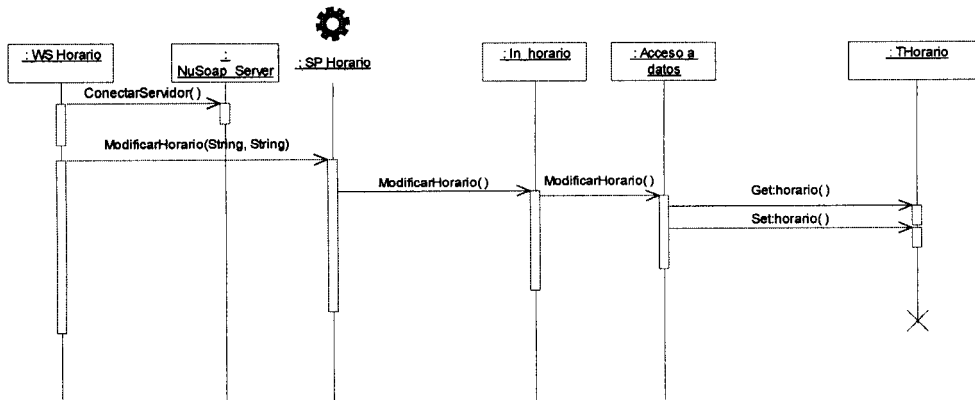 : WS Horario
:
NuSoap_Server
: SP Horario
: In_horario
: Acceso a
datos
: THorario
ConectarServidor( )
ModificarHorario(String, String)
ModificarHorario( )
ModificarHorario( )
Get:horario( )
Set:horario( )